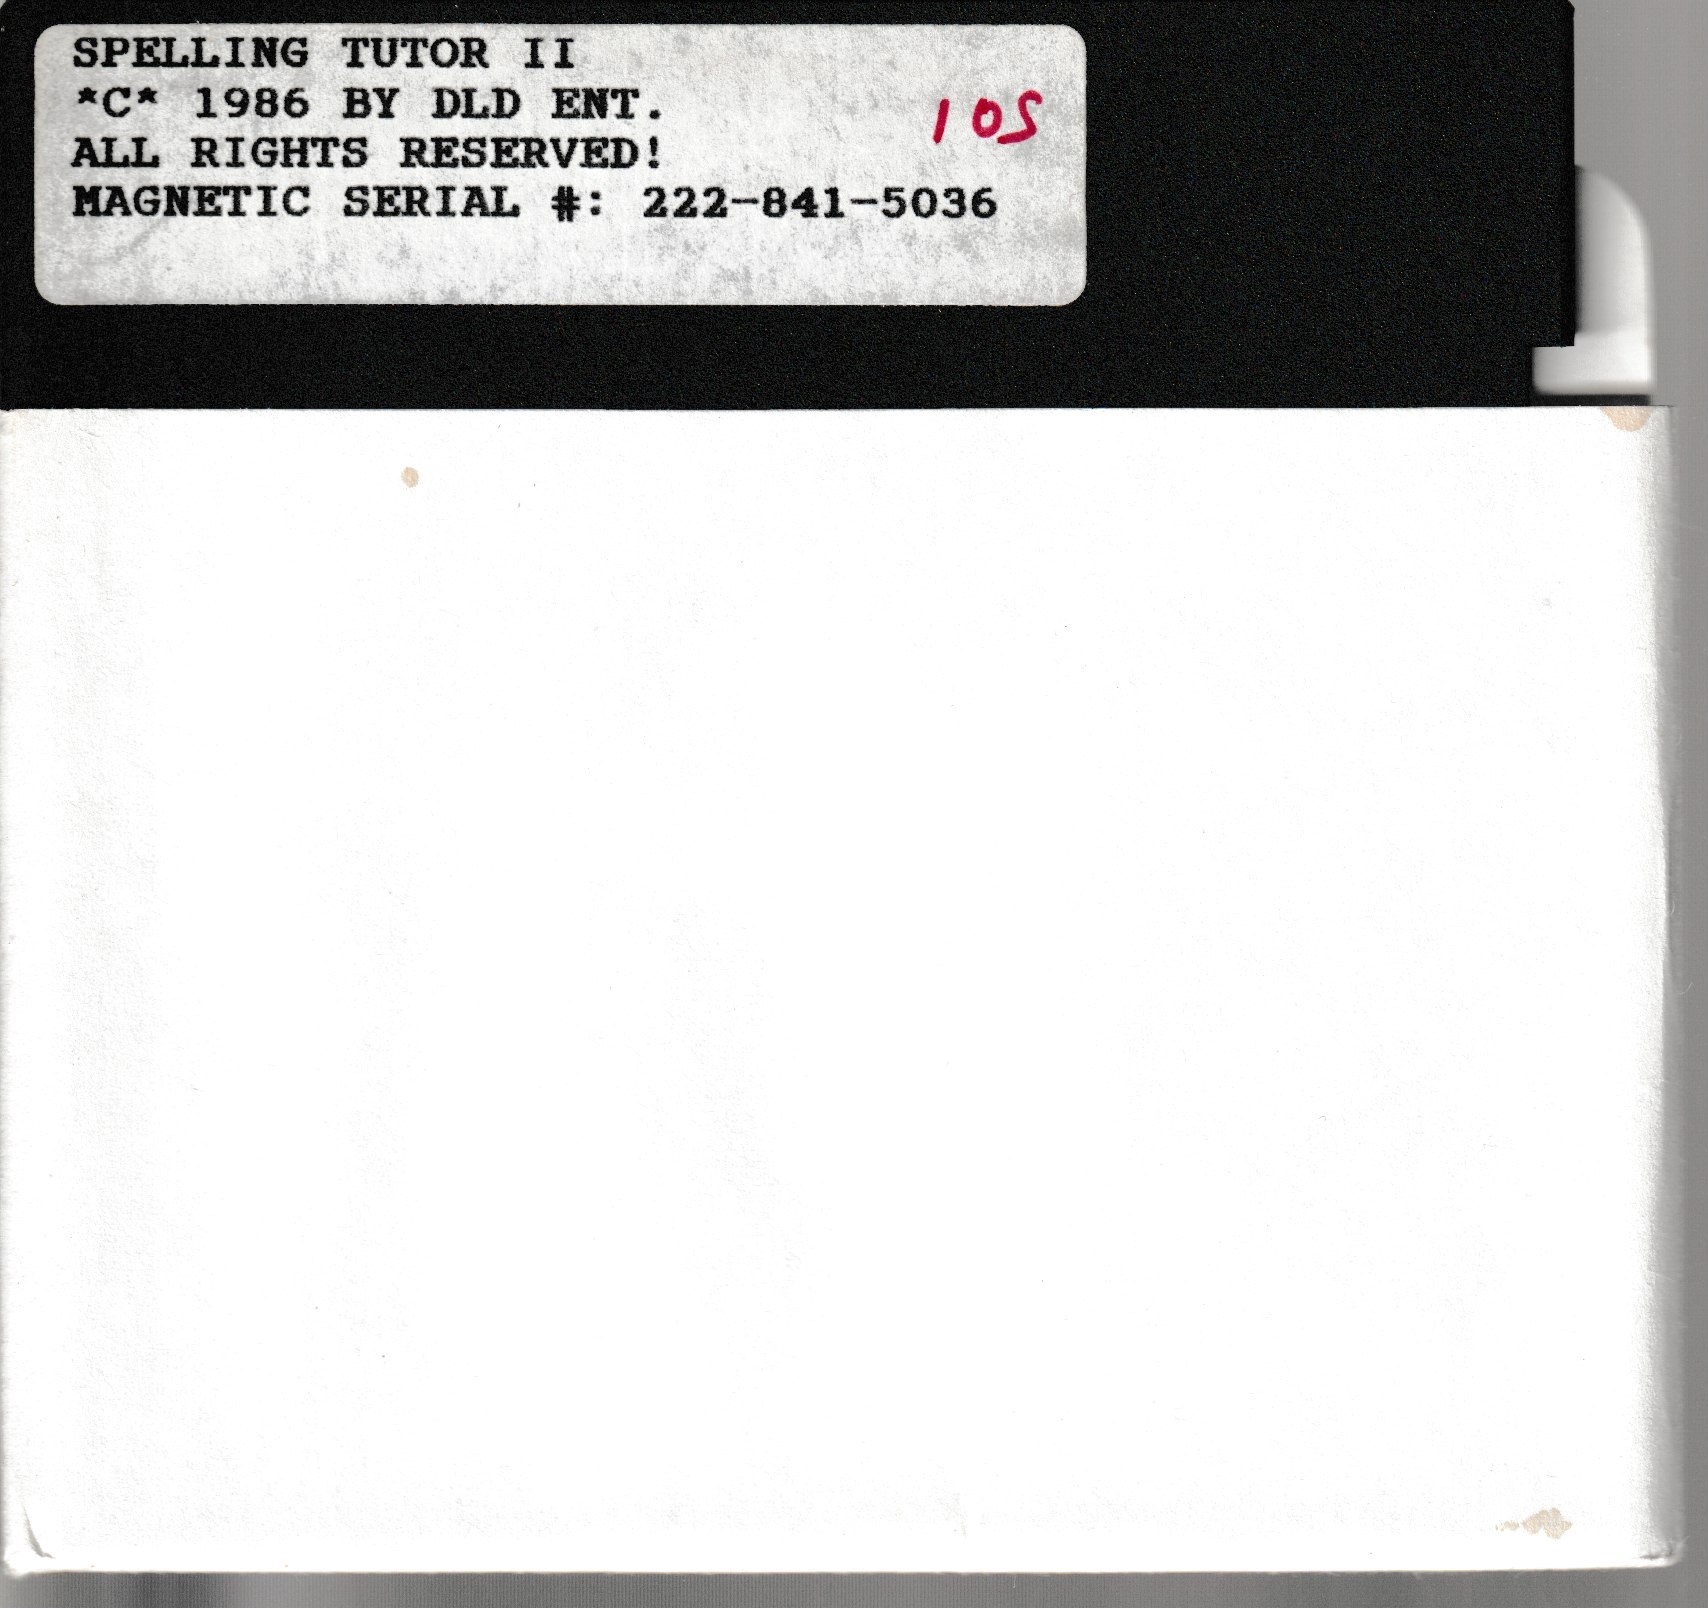 SPELLING TUTOR II
*C* 1986 BY DLD ENT.
105
ALL RIGHTS RESERVED!
MAGNETIC SERIAL #: 222-841-5036